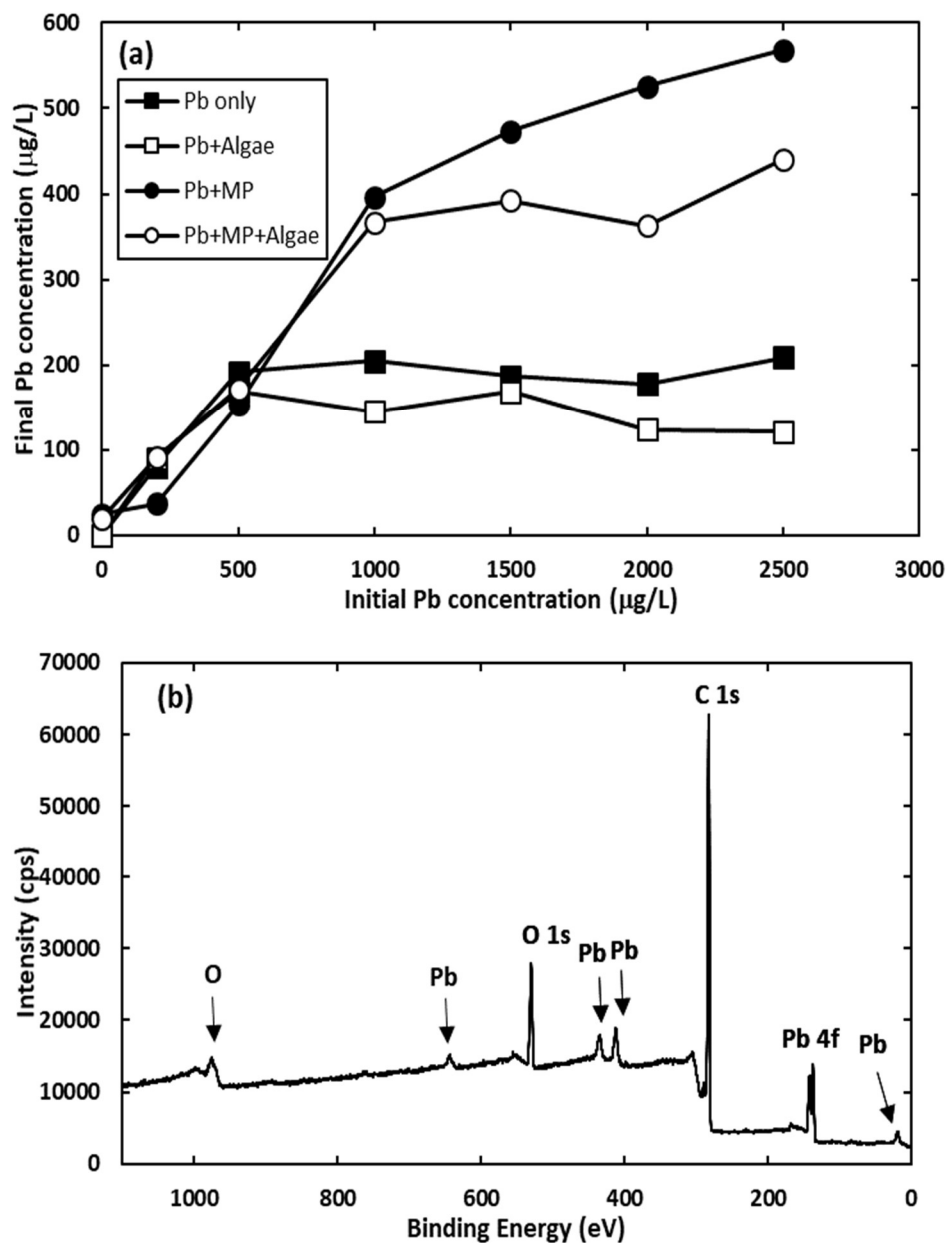 600
(a)
Pb only
Pb+Algae
Pb+MP
Pb+MP+Algae
500
400
300
200
100
0
Final Pb concentration (μg/L)
0 500 1000 1500 2000 2500 3000
Initial Pb concentration (μg/L)
70000
(b)
C 1s
60000
50000
40000
30000
20000
10000
0
Intensity (cps)
O
Pb
O 1s
Pb
Pb
Pb 4f
Pb
1000 800 600 400 200 0
Binding Energy (eV)